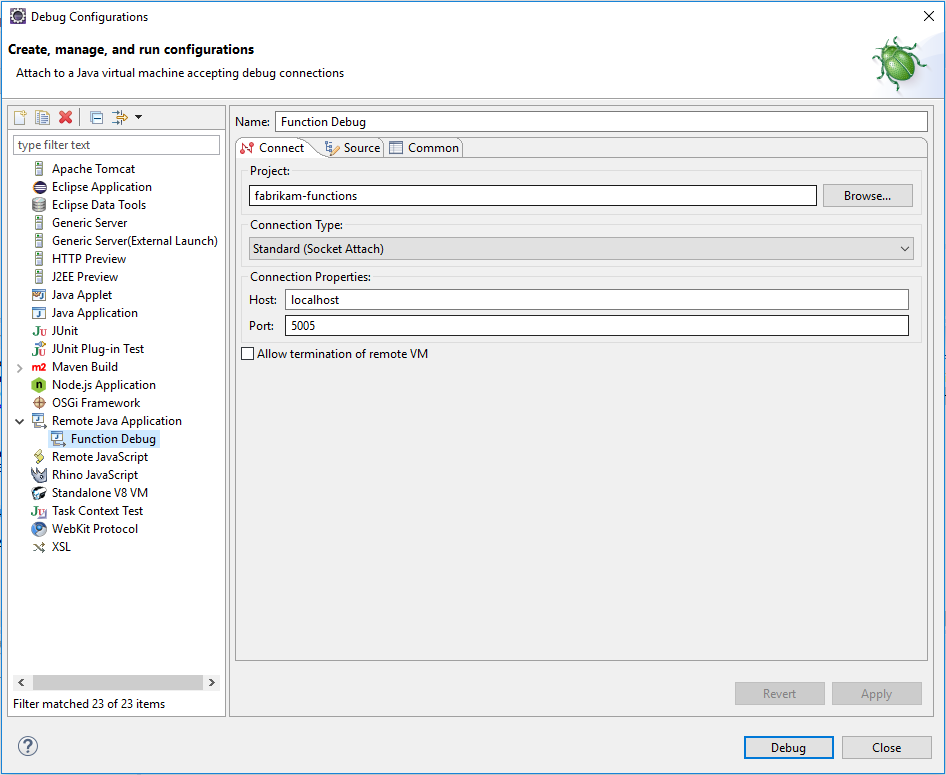 Debug Configurations
Create, manage, and run configurations
Attach to a Java virtual machine accepting debug connections
type filter text
Apache Tomcat
Eclipse Application
Eclipse Data Tools
Generic Server
Generic Server(External Launch)
HTTP Preview
J2EE Preview
Java Applet
Java Application
JU JUnit
JU JUnit Plug-in Test
m2 Maven Build
n Node.js Application
OSGi Framework
Remote Java Application
Function Debug
Remote JavaScript
Rhino JavaScript
Standalone V8 VM
JU Task Context Test
WebKit Protocol
XSL
Filter matched 23 of 23 items
Name: Function Debug
Connect Source Common
Project:
fabrikam-functions Browse...
Connection Type:
Standard (Socket Attach)
Connection Properties:
Host: localhost
Port: 5005
Allow termination of remote VM
Revert Apply
? Debug Close